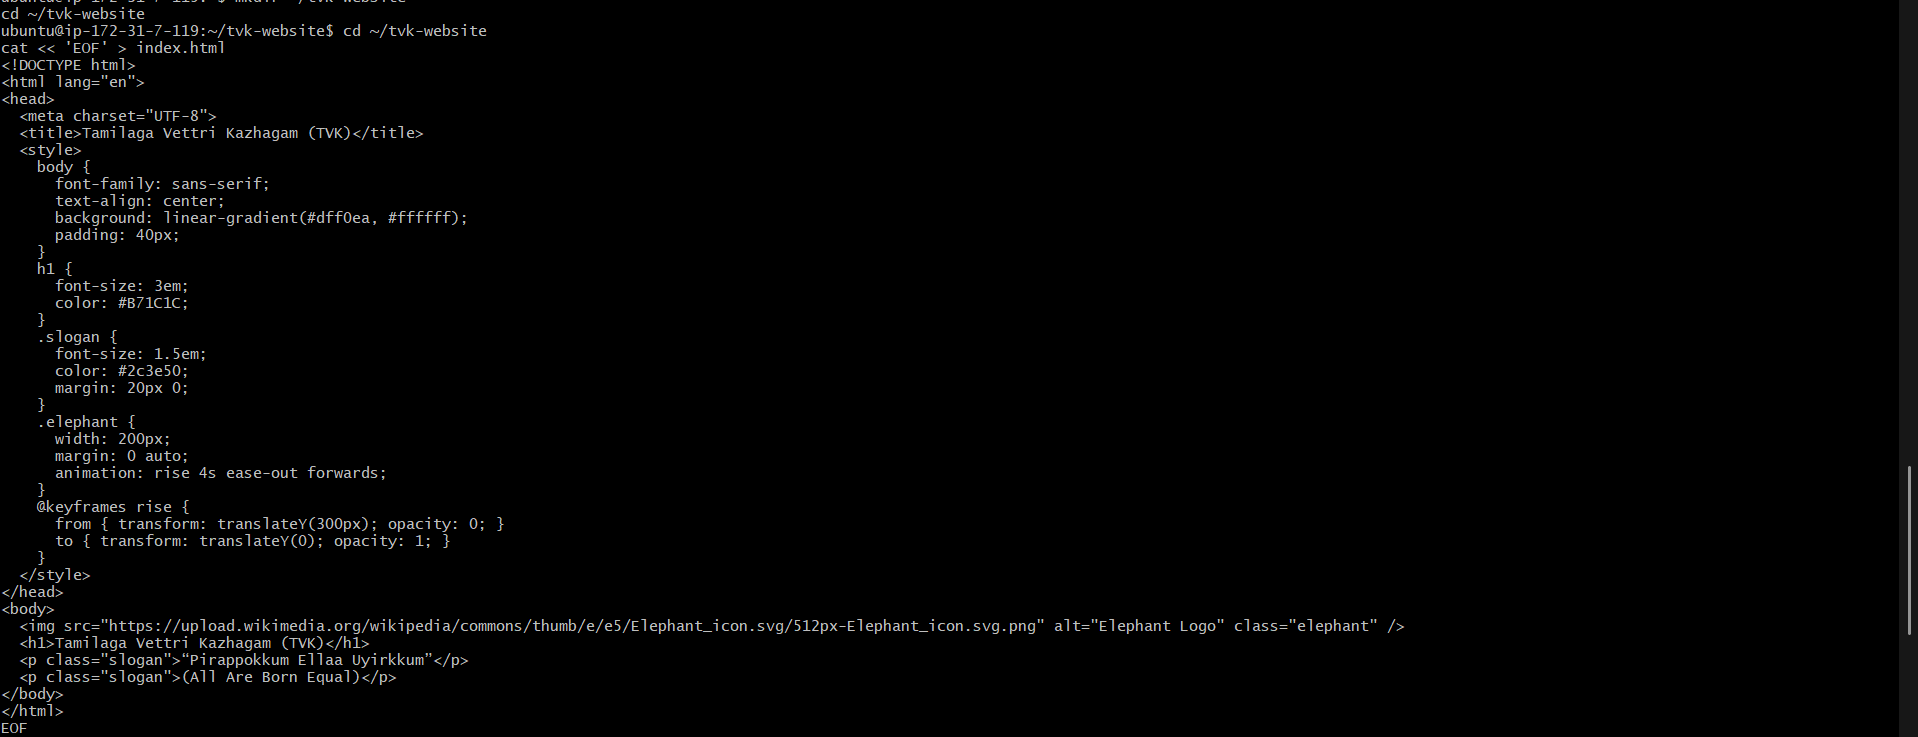 cd ~/tvk-website
ubuntu@ip-172-31-7-119:~/tvk-website$ cd ~/tvk-website
cat << 'EOF' > index.html
<!DOCTYPE html>
<html lang="en">
<head>
  <meta charset="UTF-8">
  <title>Tamilaga Vettri Kazhagam (TVK)</title>
  <style>
    body {
      font-family: sans-serif;
      text-align: center;
      background: linear-gradient(#dff0ea, #ffffff);
      padding: 40px;
    }
    h1 {
      font-size: 3em;
      color: #B71C1C;
    }
    .slogan {
      font-size: 1.5em;
      color: #2c3e50;
      margin: 20px 0;
    }
    .elephant {
      width: 200px;
      margin: 0 auto;
      animation: rise 4s ease-out forwards;
    }
    @keyframes rise {
      from { transform: translateY(300px); opacity: 0; }
      to { transform: translateY(0); opacity: 1; }
    }
  </style>
</head>
<body>
  <img src="https://upload.wikimedia.org/wikipedia/commons/thumb/e/e5/Elephant_icon.svg/512px-Elephant_icon.svg.png" alt="Elephant Logo" class="elephant" />
  <h1>Tamilaga Vettri Kazhagam (TVK)</h1>
  <p class="slogan">“Pirappokkum Ellaa Uyirkkum”</p>
  <p class="slogan">(All Are Born Equal)</p>
</body>
</html>
EOF